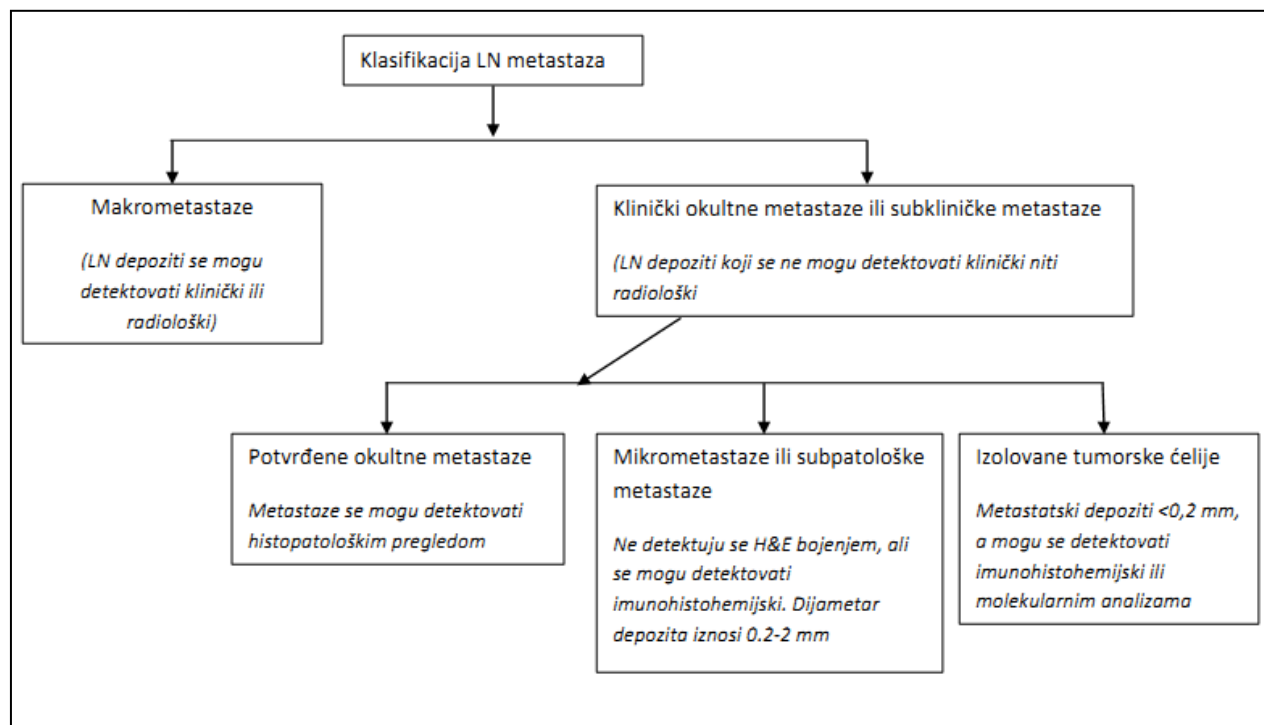 Klasifikacija LN metastaza
Makrometastaze
(LN depoziti se mogu
detektovati klinički ili
radiološki)
Klinički okultne metastaze ili subkliničke metastaze
(LN depoziti koji se ne mogu detektovati klinički niti
radiološki
Potvrđene okultne metastaze
Metastaze se mogu detektovati
histopatološkim pregledom
Mikrometastaze ili subpatološke
metastaze
Ne detektuju se H&E bojenjem, ali
se mogu detektovati
imunohistohemijski. Dijametar
depozita iznosi 0.2-2 mm
Izolovane tumorske ćelije
Metastatski depoziti <0,2 mm,
a mogu se detektovati
imunohistohemijski ili
molekularnim analizama